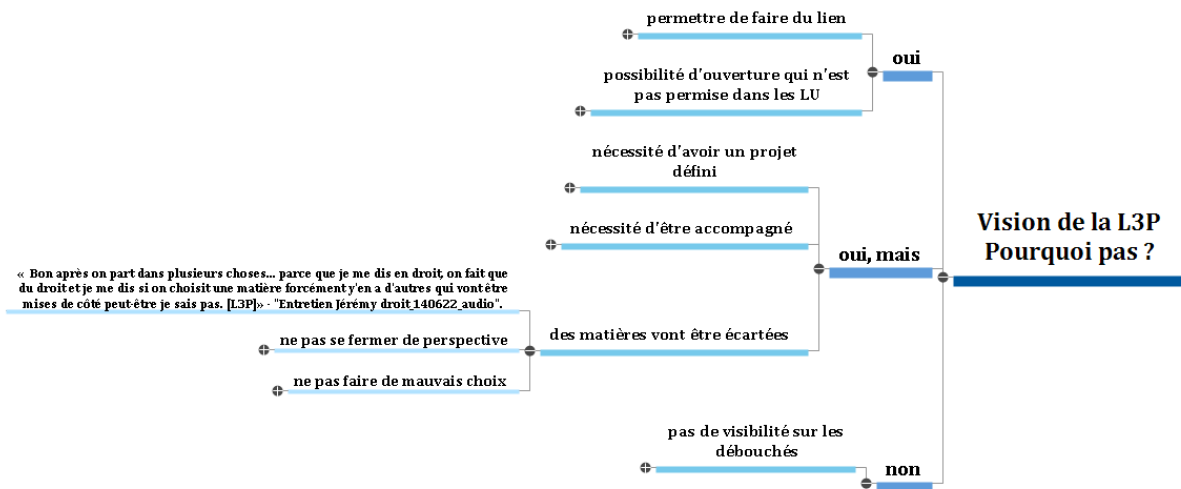 permettre de faire du lien
oui
possibilité d'ouverture qui n'est
pas permise dans les LU
nécessité d'avoir un projet
défini
nécessité d'être accompagné
Vision de la L3P
Pourquoi pas ?
oui, mais
« Bon après on part dans plusieurs choses... parce que je me dis en droit, on fait que
du droit et je me dis si on choisit une matière forcément y'en a d'autres qui vont être
mises de côté peut-être je sais pas. [L3P]» - "Entretien Jérémy droit_140622_audio".
des matières vont être écartées
ne pas se fermer de perspective
ne pas faire de mauvais choix
pas de visibilité sur les
débouchés
non